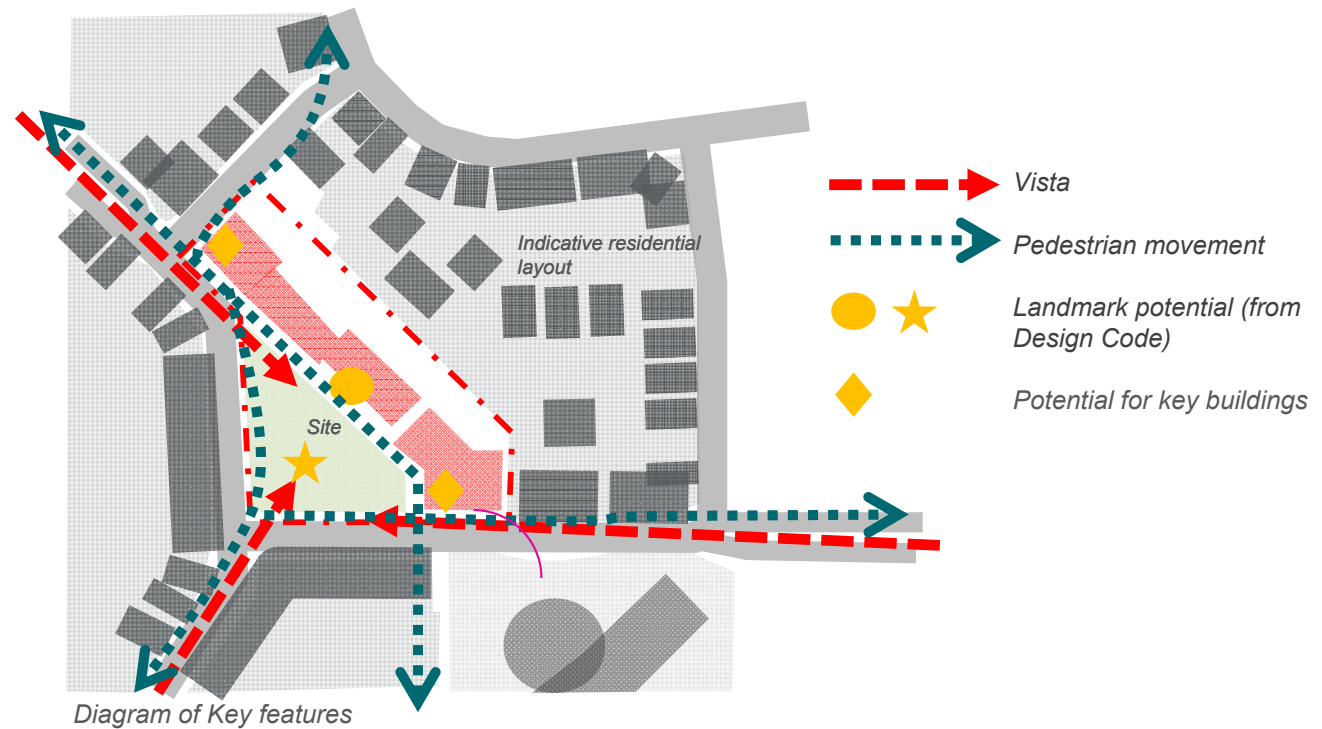 Indicative residential
layout
Site
Diagram of Key features
Vista
Pedestrian movement
Landmark potential (from
Design Code)
Potential for key buildings